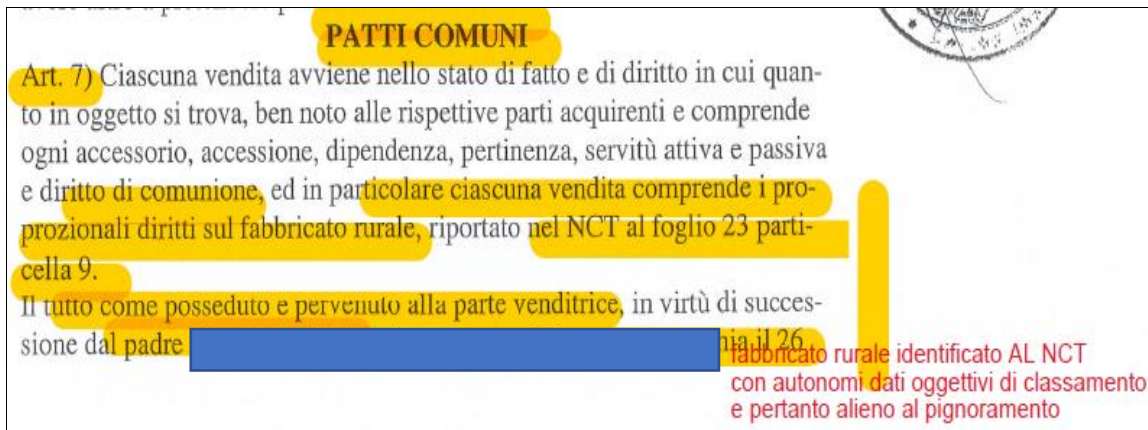 PATTI COMUNI
Art. 7) Ciascuna vendita avviene nello stato di fatto e di diritto in cui quan-
to in oggetto si trova, ben noto alle rispettive parti acquirenti e comprende
ogni accessorio, accessione, dipendenza, pertinenza, servitù attiva e passiva
e diritto di comunione, ed in particolare ciascuna vendita comprende i pro-
prozionali diritti sul fabbricato rurale, riportato nel NCT al foglio 23 parti-
cella 9.
Il tutto come posseduto e pervenuto alla parte venditrice, in virtù di succes-
sione dal padre nia il 26
fabbricato rurale identificato AL NCT
con autonomi dati oggettivi di classamento
e pertanto alieno al pignoramento